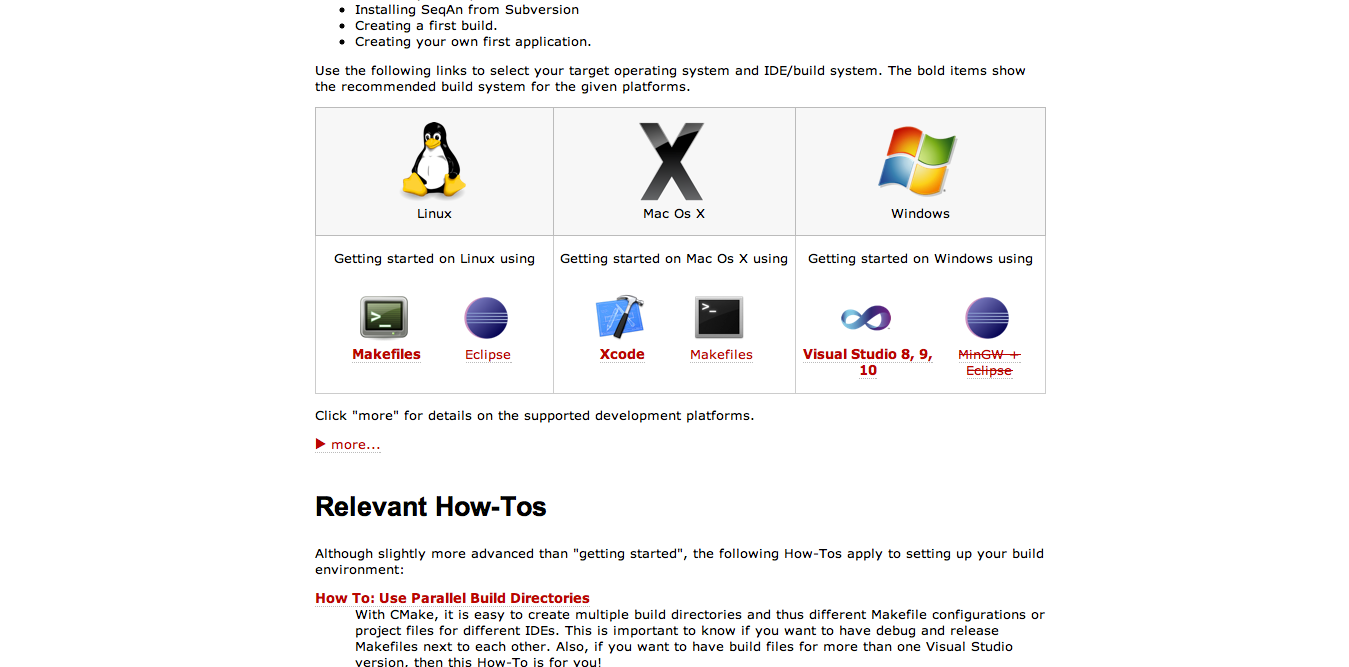 Installing SeqAn from Subversion
Creating a first build.
Creating your own first application.
Use the following links to select your target operating system and IDE/build system. The bold items show
the recommended build system for the given platforms.
Linux
Mac Os X
Windows
Getting started on Linux using
Getting started on Mac Os X using
Getting started on Windows using
Makefiles
Eclipse
Xcode
Makefiles
Visual Studio 8, 9,
10
MinGW +
Eclipse
Click "more" for details on the supported development platforms.
more...
Relevant How-Tos
Although slightly more advanced than "getting started", the following How-Tos apply to setting up your build
environment:
How To: Use Parallel Build Directories
With CMake, it is easy to create multiple build directories and thus different Makefile configurations or
project files for different IDEs. This is important to know if you want to have debug and release
Makefiles next to each other. Also, if you want to have build files for more than one Visual Studio
version, then this How-To is for you!